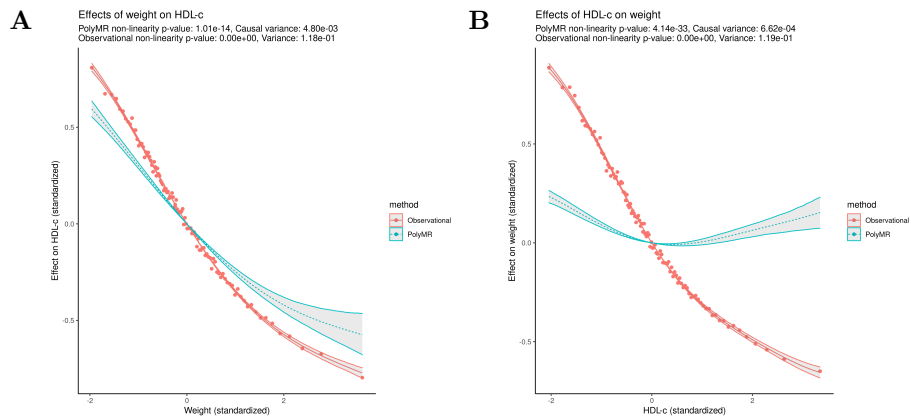 A
Effects of weight on HDL-c
PolyMR non-linearity p-value: 1.01e-14, Causal variance: 4.80e-03
Observational non-linearity p-value: 0.00e+00, Variance: 1.18e-01
Effect on HDL-c (standardized)
0.5
0.0
-0.5
-2
0
2
Weight (standardized)
method
Observational
PolyMR
B
Effects of HDL-c on weight
PolyMR non-linearity p-value: 4.14e-33, Causal variance: 6.62e-04
Observational non-linearity p-value: 0.00e+00, Variance: 1.19e-01
Effect on weight (standardized)
0.5
0.0
-0.5
-2
0
2
HDL-c (standardized)
method
Observational
PolyMR